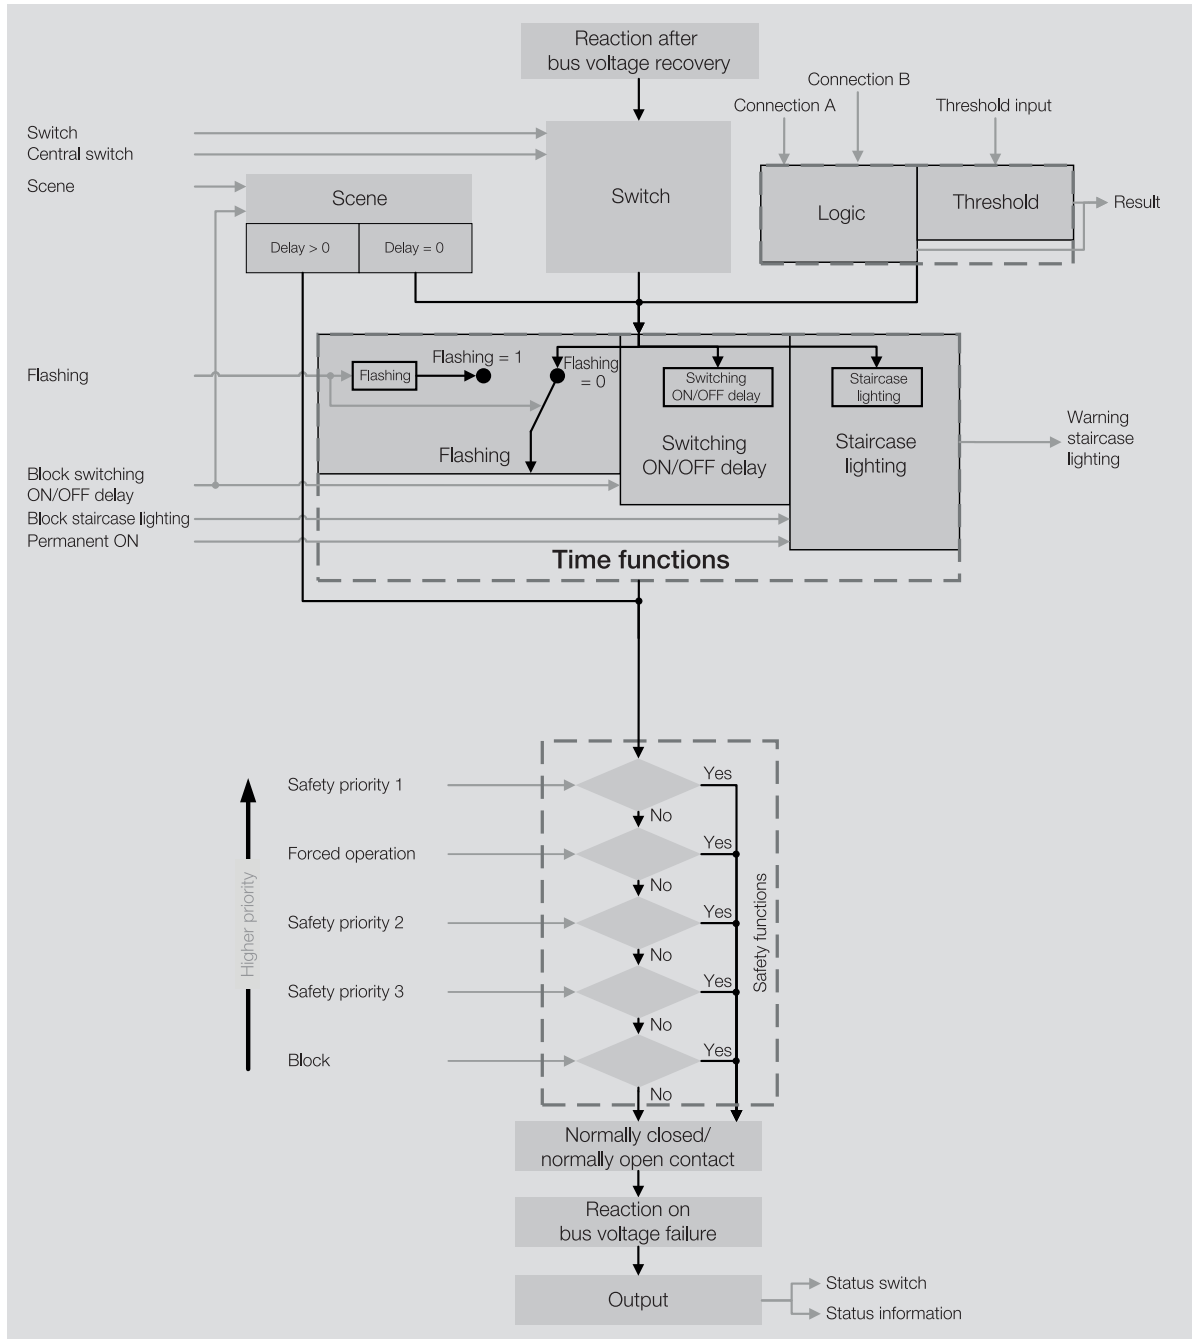 Reaction after
bus voltage recovery
Connection B
Connection A
Threshold input
Switch
Central switch
Scene
Scene
Switch
Logic
Threshold
Result
Delay > 0
Delay = 0
Flashing
Flashing
Flashing = 1
Flashing
= 0
Switching
ON/OFF delay
Staircase
lighting
Flashing
Switching
ON/OFF delay
Staircase
lighting
Warning
staircase
lighting
Block switching
ON/OFF delay
Block staircase lighting
Permanent ON
Time functions
Safety priority 1
Yes
No
Forced operation
Yes
No
Safety priority 2
Yes
No
Safety priority 3
Yes
No
Block
Yes
No
Higher priority
Safety functions
Normally closed/
normally open contact
Reaction on
bus voltage failure
Output
Status switch
Status information